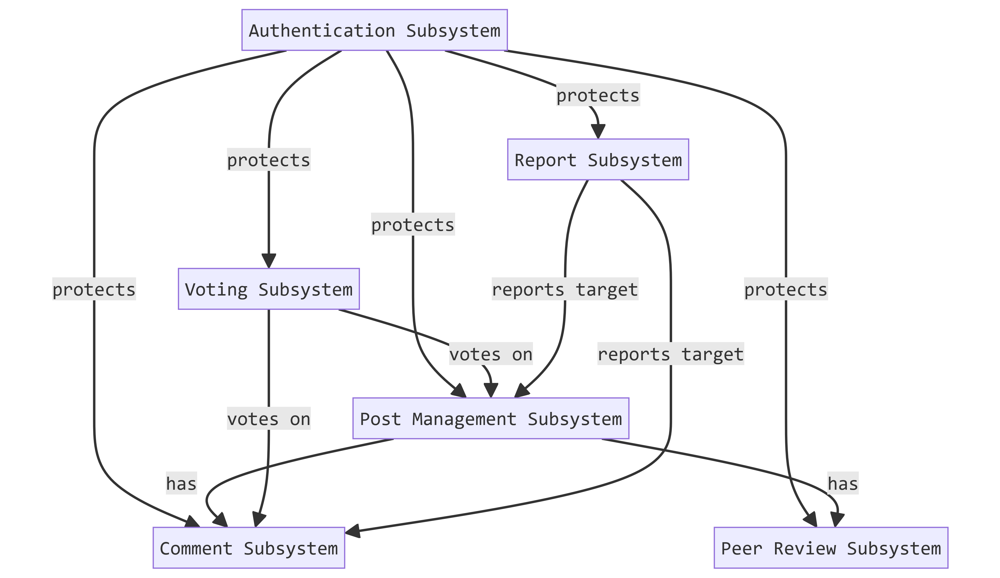 Authentication Subsystem
protects
protects
Report Subsystem
protects
protects
Voting Subsystem
reports target
protects
votes on
reports target
votes on
Post Management Subsystem
has
has
Comment Subsystem
Peer Review Subsystem